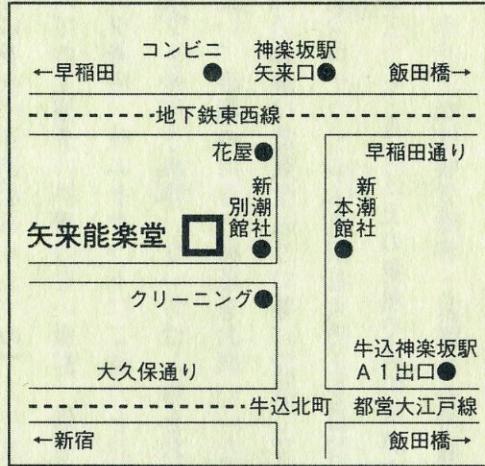 コンビニ
神楽坂駅
矢来口
←早稲田
飯田橋→
地下鉄東西線
花屋
早稲田通り
新潮社
別館
新潮社
本館
矢来能楽堂
クリーニング
牛込神楽坂駅
A1出口
大久保通り
牛込北町
都営大江戸線
←新宿
飯田橋→